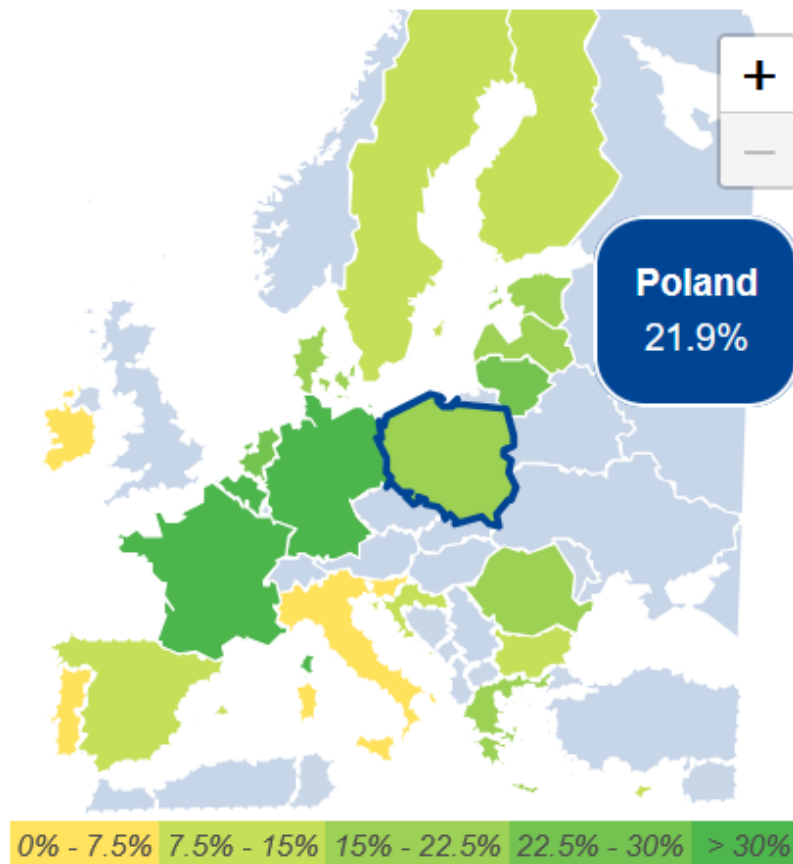 +
−
Poland
21.9%
0% - 7.5% 7.5% - 15% 15% - 22.5% 22.5% - 30% > 30%